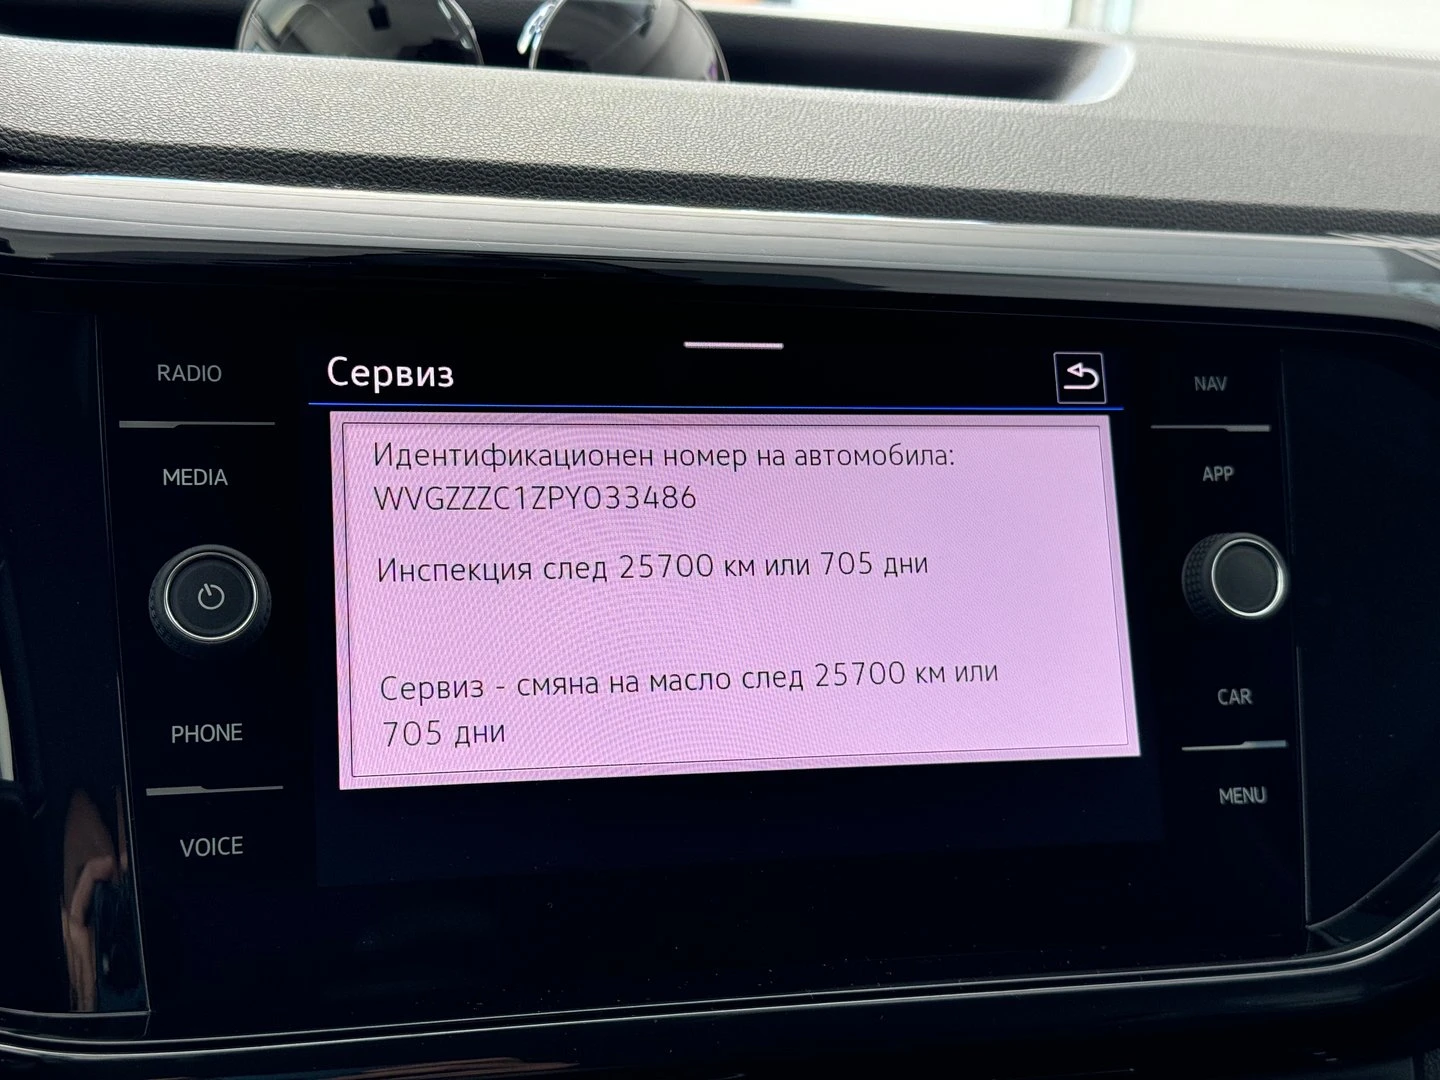 RADIO
MEDIA
PHONE
VOICE
Сервиз
Идентификационен номер на автомобила:
WVGZZZC1ZPY033486
Инспекция след 25700 км или 705 дни
Сервиз - смяна на масло след 25700 км или
705 дни
NAV
APP
CAR
MENU